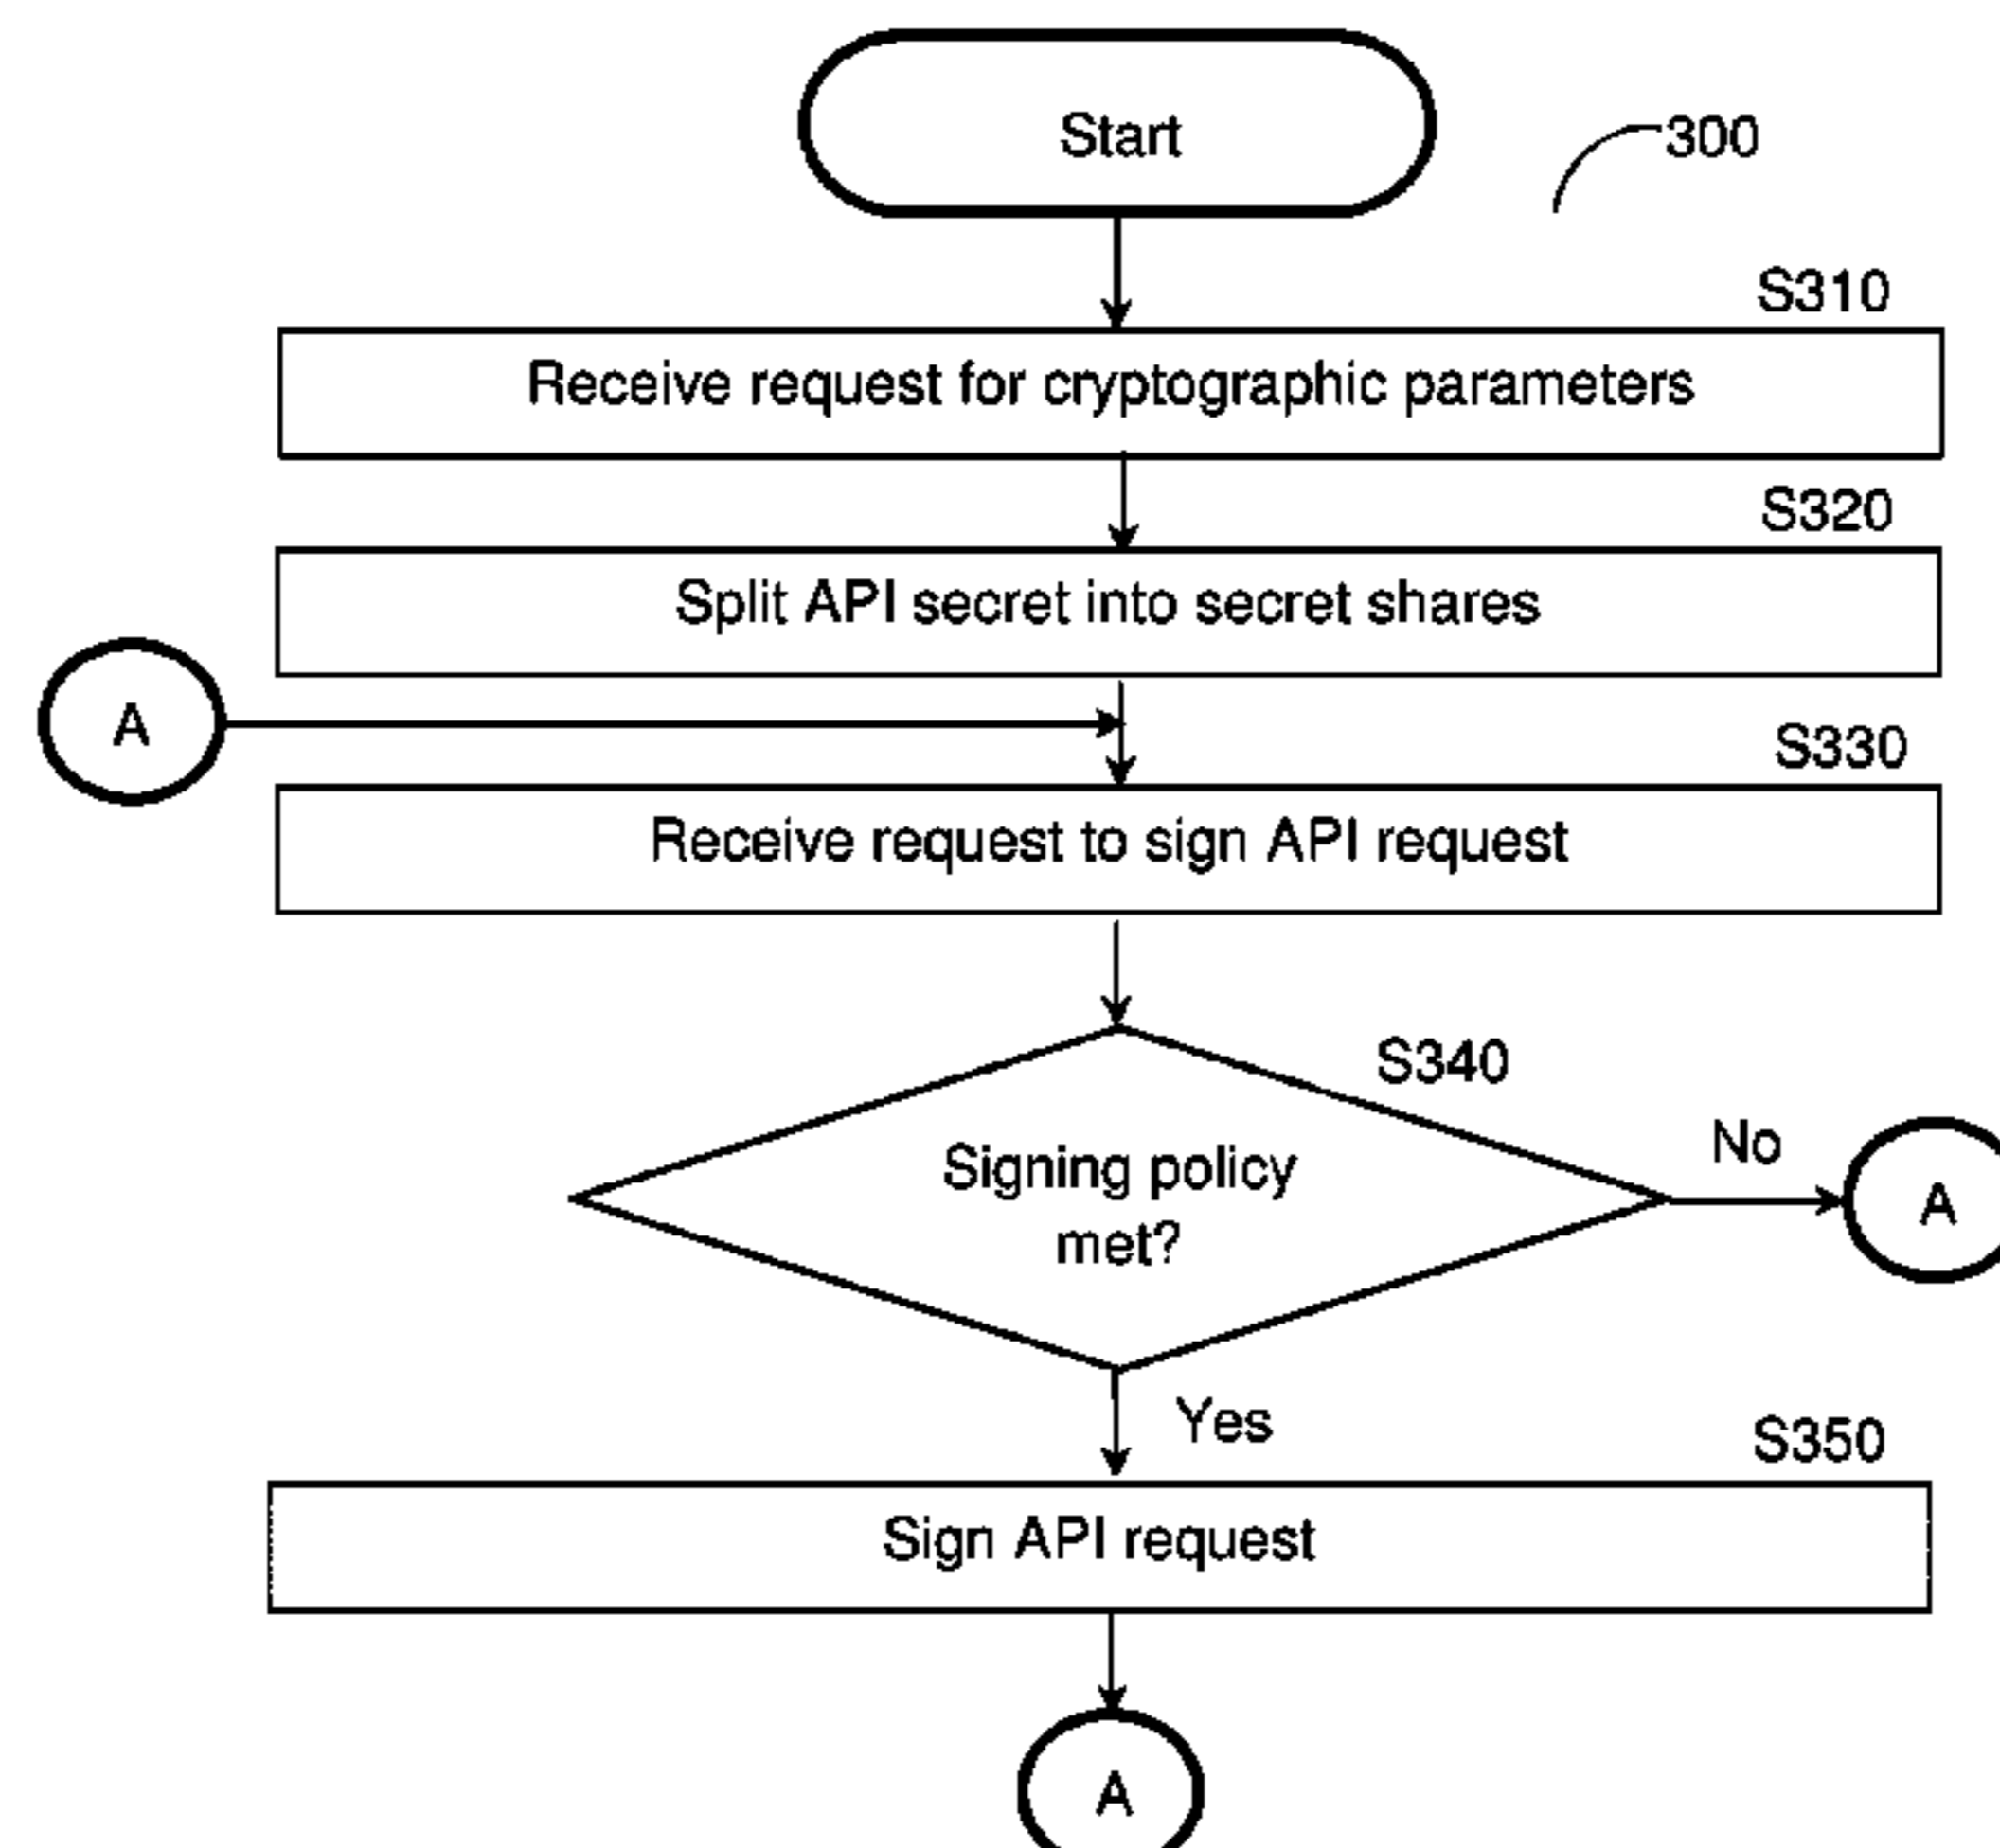 Start
300
S310
Receive request for cryptographic parameters
S320
Split API secret into secret shares
A
S330
Receive request to sign API request
S340
Signing policy
met?
No
A
Yes
S350
Sign API request
A